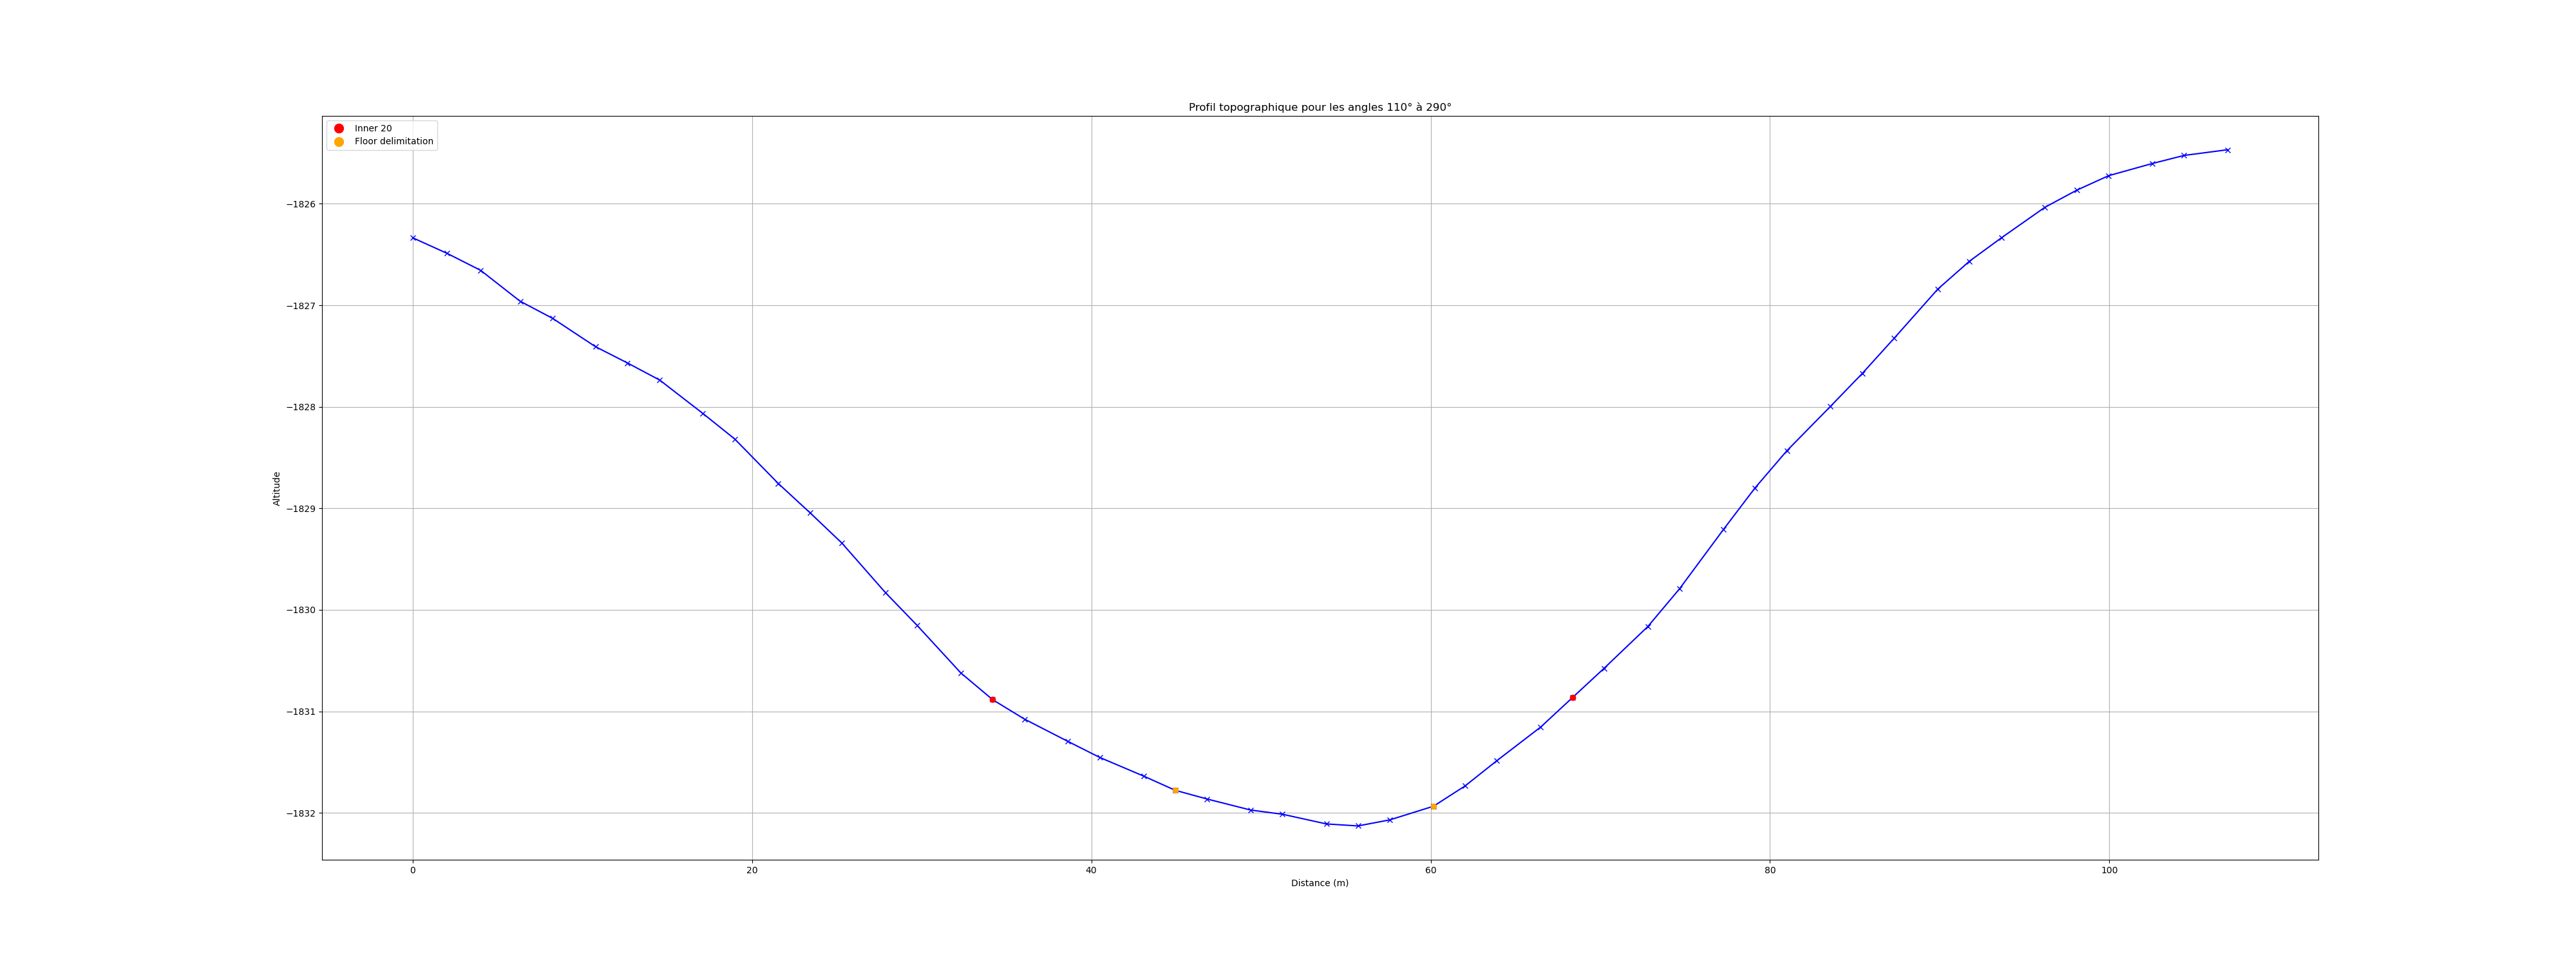 Profil topographique pour les angles 110° à 290°
Inner 20
Floor delimitation
−1826
−1827
−1828
−1829
−1830
−1831
−1832
Altitude
0 20 40 60 80 100
Distance (m)